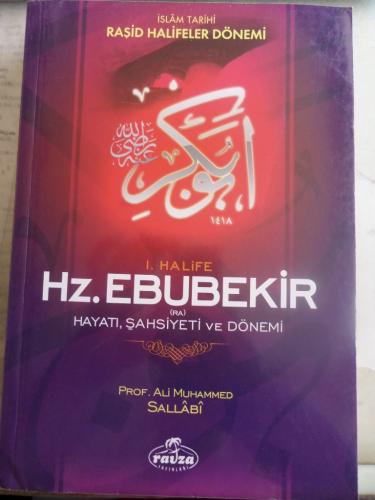 İSLÂM TARİHİ
RAŞİD HALİFELER DÖNEMİ
أبو بكر
رضي الله عنه
١٤١٨
I. HALİFE
Hz. EBUBEKİR
(RA)
HAYATI, ŞAHSİYETİ VE DÖNEMİ
PROF. ALİ MUHAMMED
SALLÂBÎ
ravza
YAYINLARI